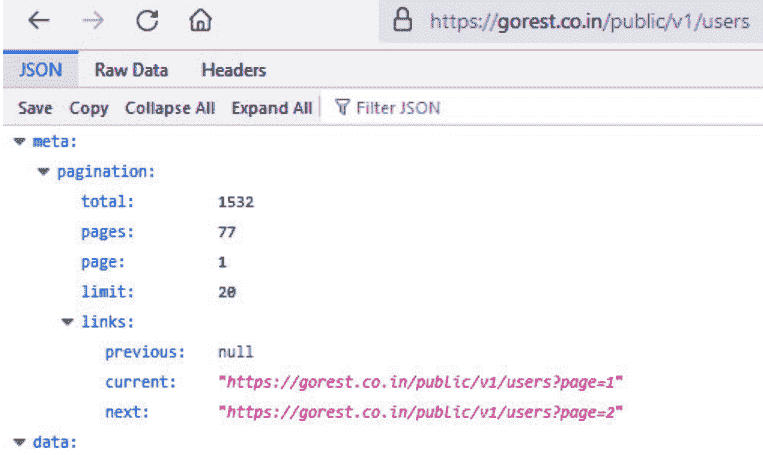 https://gorest.co.in/public/v1/users
JSON Raw Data Headers
Save Copy Collapse All Expand All Filter JSON
meta:
pagination:
total: 1532
pages: 77
page: 1
limit: 20
links:
previous: null
current: "https://gorest.co.in/public/v1/users?page=1"
next: "https://gorest.co.in/public/v1/users?page=2"
data: